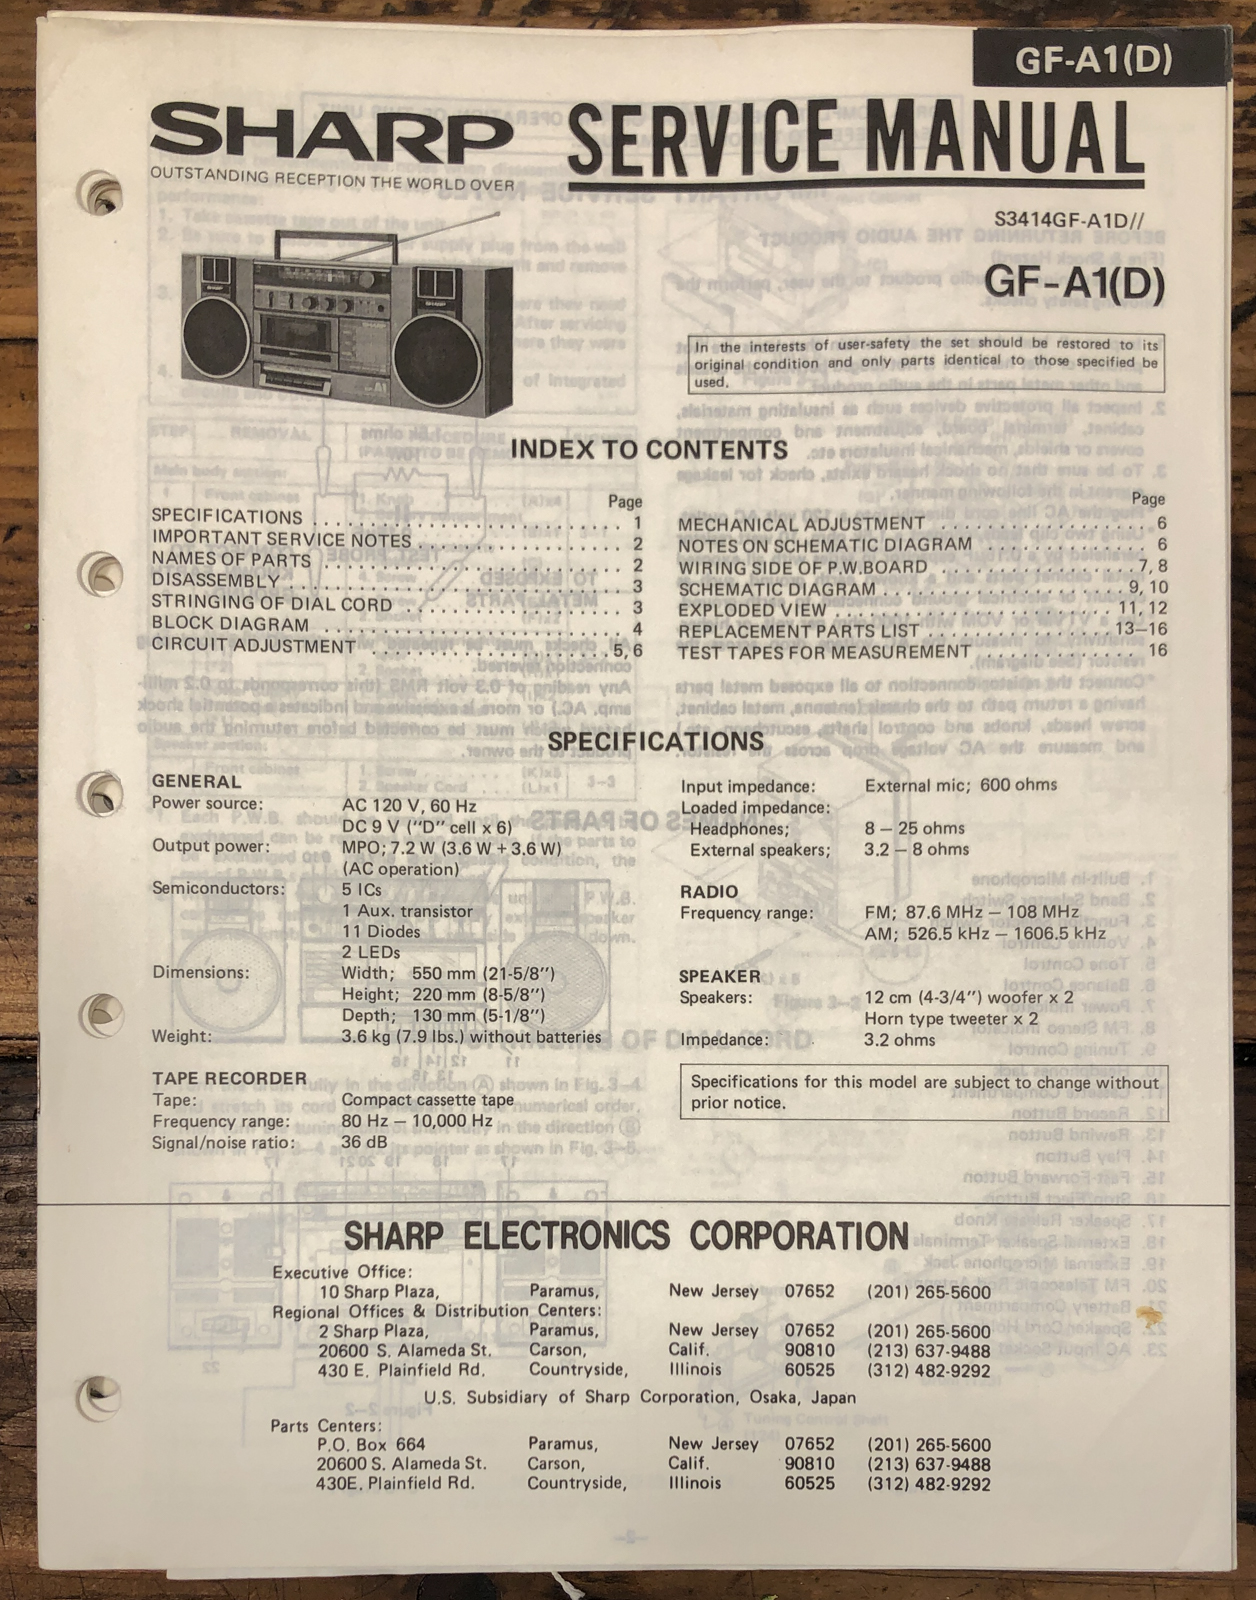 GF-A1(D)
SHARP SERVICE MANUAL
OUTSTANDING RECEPTION THE WORLD OVER
S3414GF-A1D//
GF-A1(D)
SHARP
A1
In the interests of user-safety the set should be restored to its
original condition and only parts identical to those specified be
used.
INDEX TO CONTENTS
Page
SPECIFICATIONS . . . . . . . . . . . . . . . . . . . . . . . . . 1
IMPORTANT SERVICE NOTES . . . . . . . . . . . . . . . 2
NAMES OF PARTS . . . . . . . . . . . . . . . . . . . . . . . . 2
DISASSEMBLY . . . . . . . . . . . . . . . . . . . . . . . . . . . 3
STRINGING OF DIAL CORD . . . . . . . . . . . . . . . . . 3
BLOCK DIAGRAM . . . . . . . . . . . . . . . . . . . . . . . . 4
CIRCUIT ADJUSTMENT . . . . . . . . . . . . . . . . . . . 5, 6
Page
MECHANICAL ADJUSTMENT . . . . . . . . . . . . . . . . 6
NOTES ON SCHEMATIC DIAGRAM . . . . . . . . . . . . 6
WIRING SIDE OF P.W.BOARD . . . . . . . . . . . . . . 7, 8
SCHEMATIC DIAGRAM . . . . . . . . . . . . . . . . . . . 9, 10
EXPLODED VIEW . . . . . . . . . . . . . . . . . . . . . . 11, 12
REPLACEMENT PARTS LIST . . . . . . . . . . . . . . 13–16
TEST TAPES FOR MEASUREMENT . . . . . . . . . . . . 16
SPECIFICATIONS
GENERAL
Power source: AC 120 V, 60 Hz
DC 9 V ("D" cell x 6)
Output power: MPO; 7.2 W (3.6 W + 3.6 W)
(AC operation)
Semiconductors: 5 ICs
1 Aux. transistor
11 Diodes
2 LEDs
Dimensions: Width; 550 mm (21-5/8")
Height; 220 mm (8-5/8")
Depth; 130 mm (5-1/8")
Weight: 3.6 kg (7.9 lbs.) without batteries
TAPE RECORDER
Tape: Compact cassette tape
Frequency range: 80 Hz — 10,000 Hz
Signal/noise ratio: 36 dB
Input impedance: External mic; 600 ohms
Loaded impedance:
Headphones; 8 – 25 ohms
External speakers; 3.2 – 8 ohms
RADIO
Frequency range: FM; 87.6 MHz — 108 MHz
AM; 526.5 kHz — 1606.5 kHz
SPEAKER
Speakers: 12 cm (4-3/4") woofer x 2
Horn type tweeter x 2
Impedance: 3.2 ohms
Specifications for this model are subject to change without
prior notice.
SHARP ELECTRONICS CORPORATION
Executive Office:
10 Sharp Plaza, Paramus, New Jersey 07652 (201) 265-5600
Regional Offices & Distribution Centers:
2 Sharp Plaza, Paramus, New Jersey 07652 (201) 265-5600
20600 S. Alameda St. Carson, Calif. 90810 (213) 637-9488
430 E. Plainfield Rd. Countryside, Illinois 60525 (312) 482-9292
U.S. Subsidiary of Sharp Corporation, Osaka, Japan
Parts Centers:
P.O. Box 664 Paramus, New Jersey 07652 (201) 265-5600
20600 S. Alameda St. Carson, Calif. 90810 (213) 637-9488
430E. Plainfield Rd. Countryside, Illinois 60525 (312) 482-9292